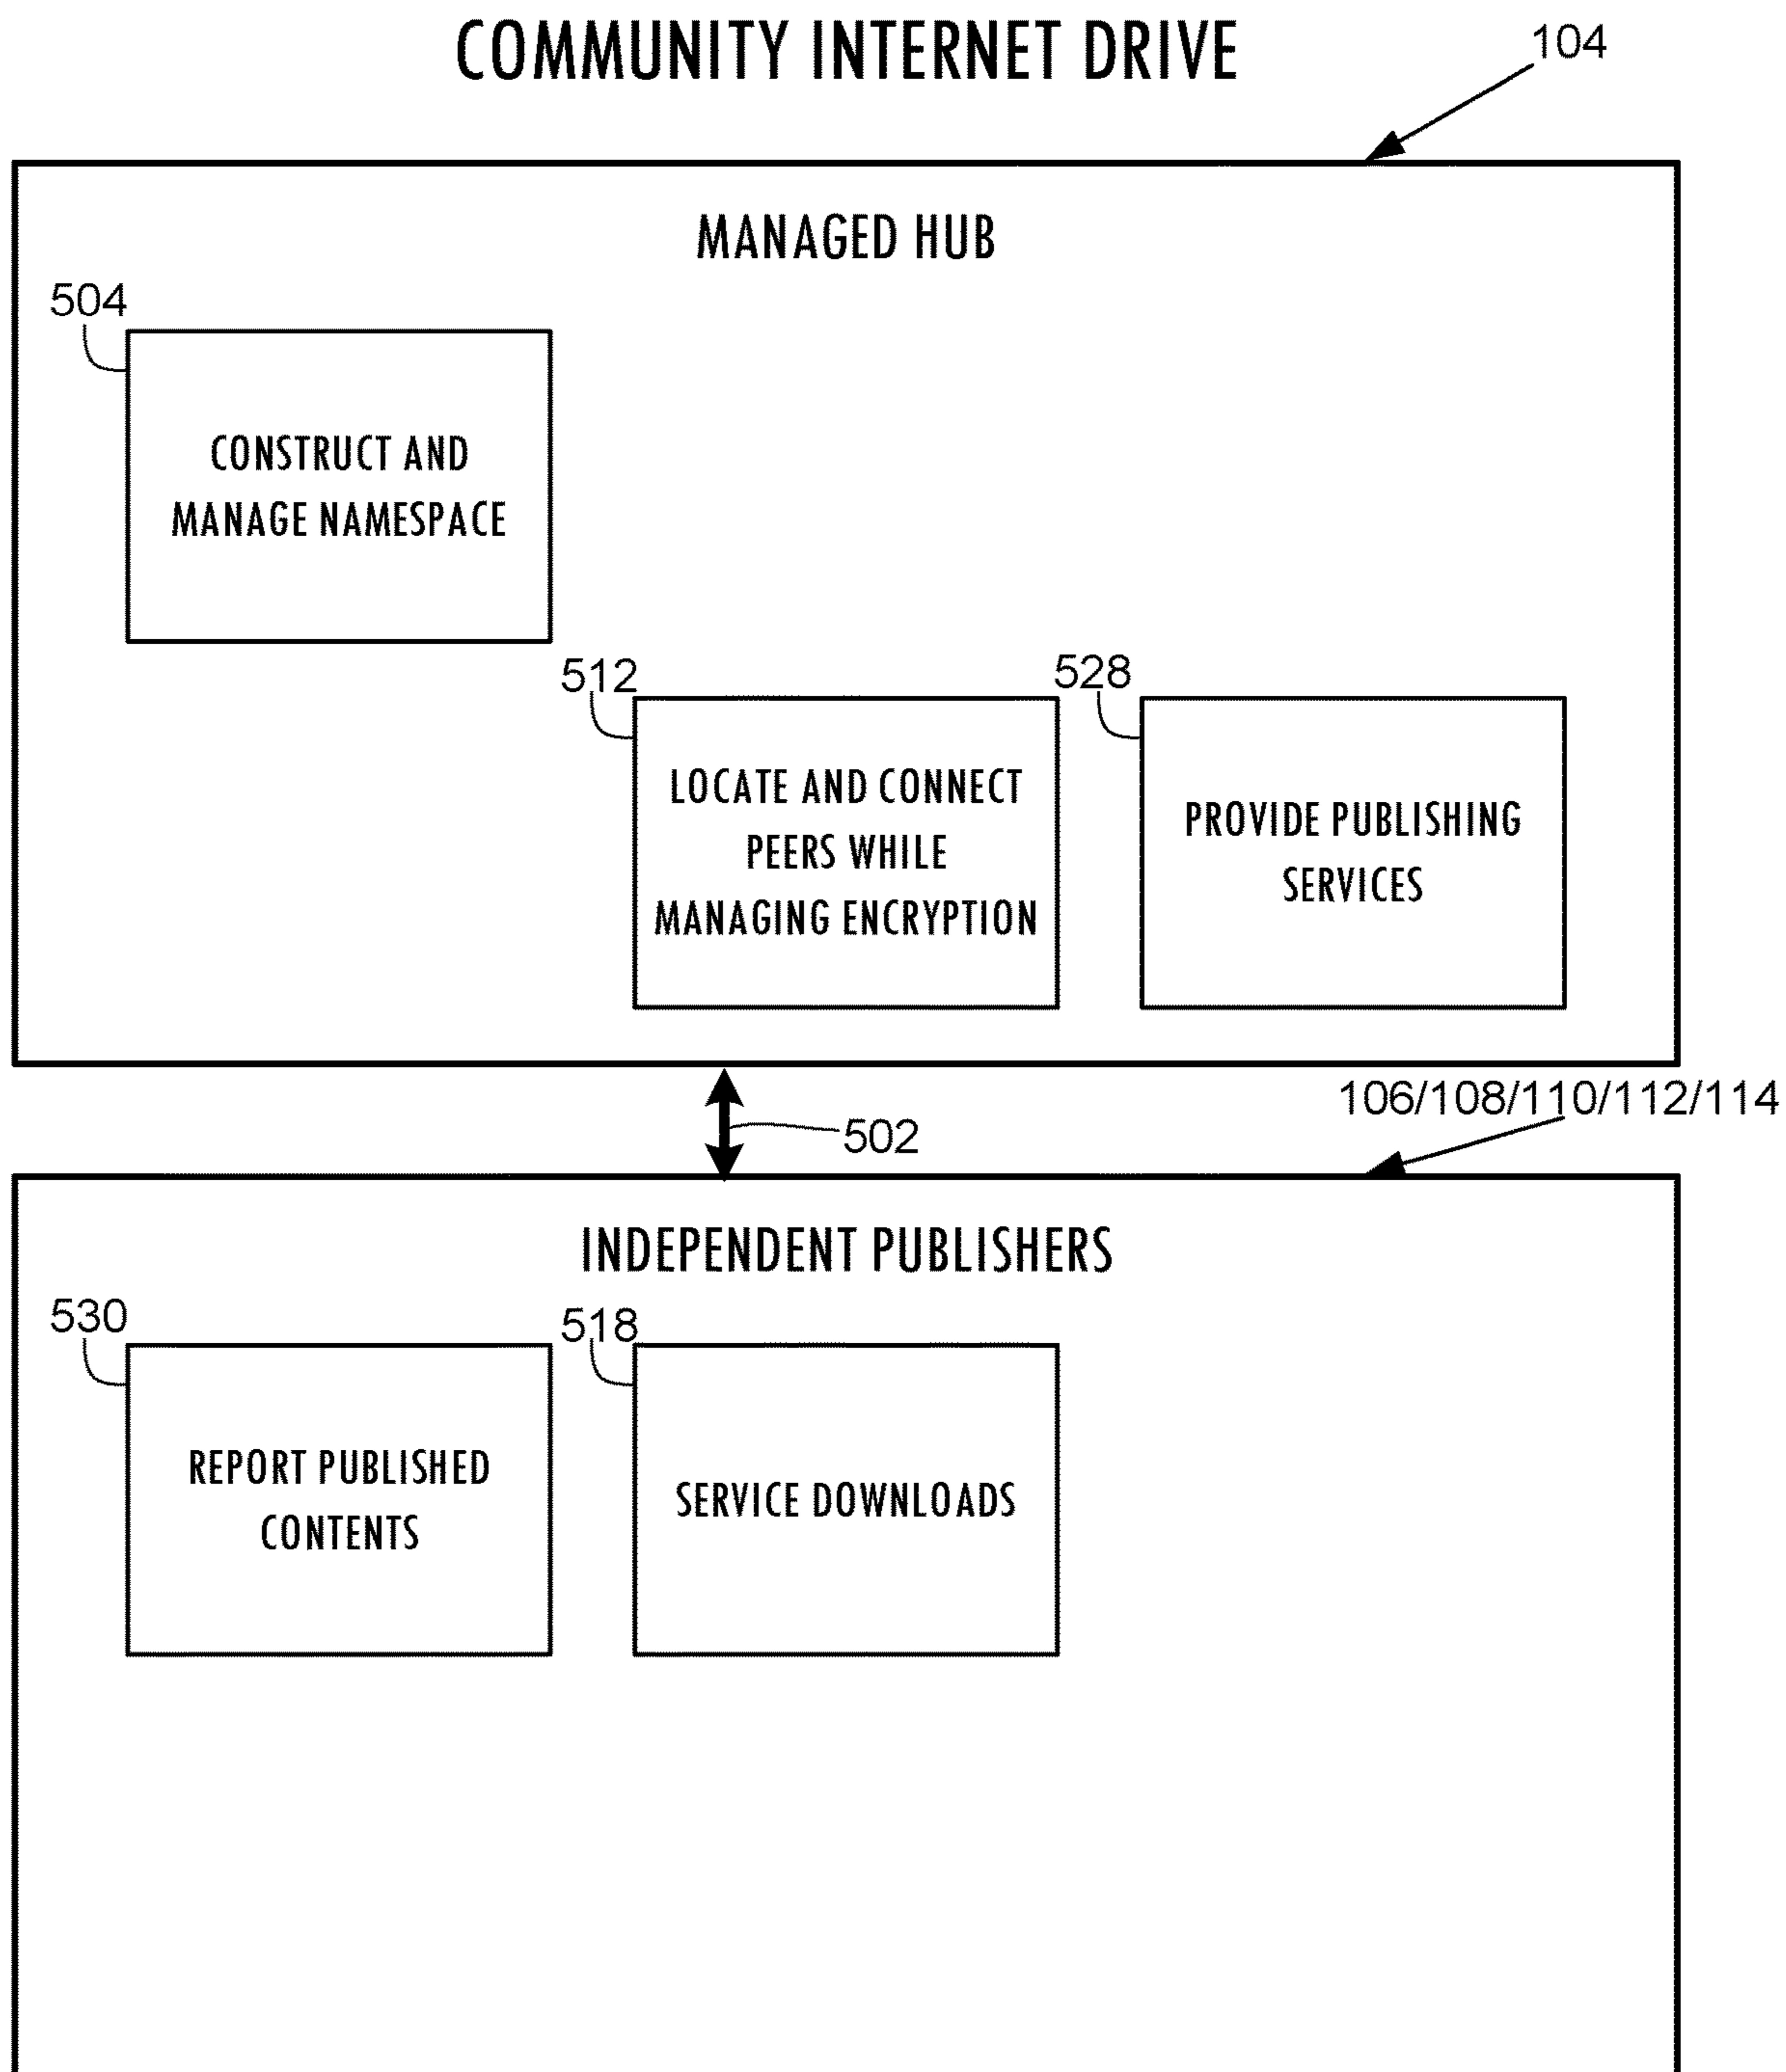 COMMUNITY INTERNET DRIVE
104
MANAGED HUB
504
CONSTRUCT AND
MANAGE NAMESPACE
512
LOCATE AND CONNECT
PEERS WHILE
MANAGING ENCRYPTION
528
PROVIDE PUBLISHING
SERVICES
502
106/108/110/112/114
INDEPENDENT PUBLISHERS
530
REPORT PUBLISHED
CONTENTS
518
SERVICE DOWNLOADS